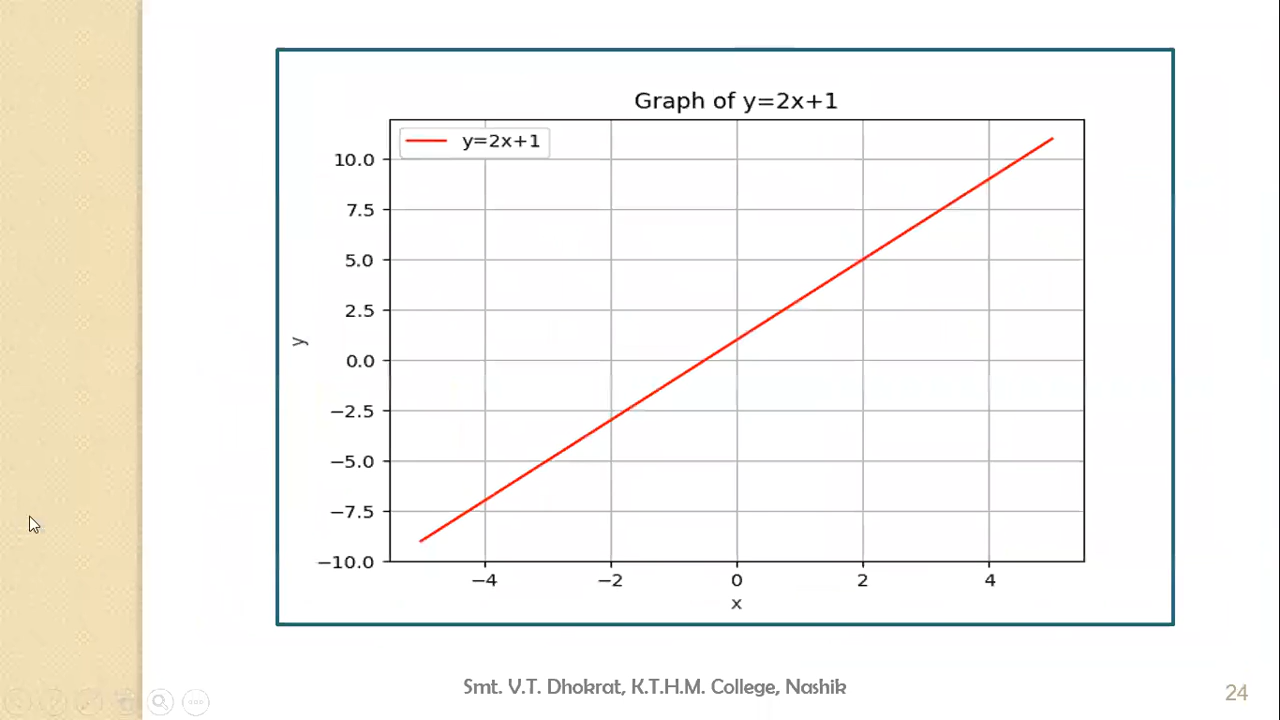 Graph of y=2x+1
y=2x+1
10.0
7.5
5.0
2.5
0.0
−2.5
−5.0
−7.5
−10.0
y
−4 −2 0 2 4
x
Smt. V.T. Dhokrat, K.T.H.M. College, Nashik
24